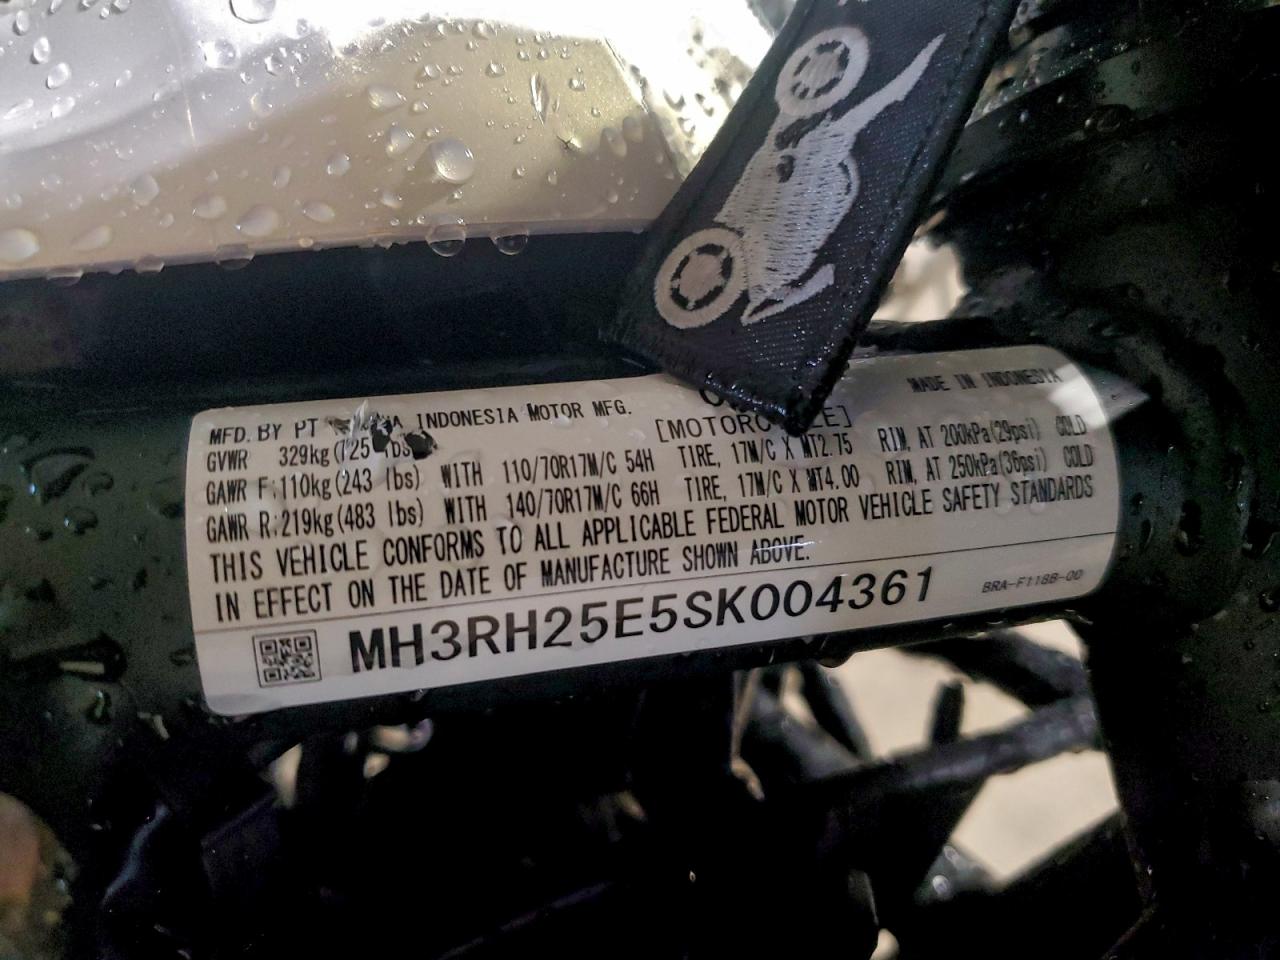 MFD. BY PT INDONESIA MOTOR MFG. MADE IN INDONESIA
GVWR 329kg(725 lbs) [MOTORCYCLE]
GAWR F:110kg(243 lbs) WITH 110/70R17M/C 54H TIRE, 17M/C X MT2.75 RIM, AT 200kPa(29psi) COLD
GAWR R:219kg(483 lbs) WITH 140/70R17M/C 66H TIRE, 17M/C X MT4.00 RIM, AT 250kPa(36psi) COLD
THIS VEHICLE CONFORMS TO ALL APPLICABLE FEDERAL MOTOR VEHICLE SAFETY STANDARDS
IN EFFECT ON THE DATE OF MANUFACTURE SHOWN ABOVE.
MH3RH25E5SK004361 BRA-F118B-00